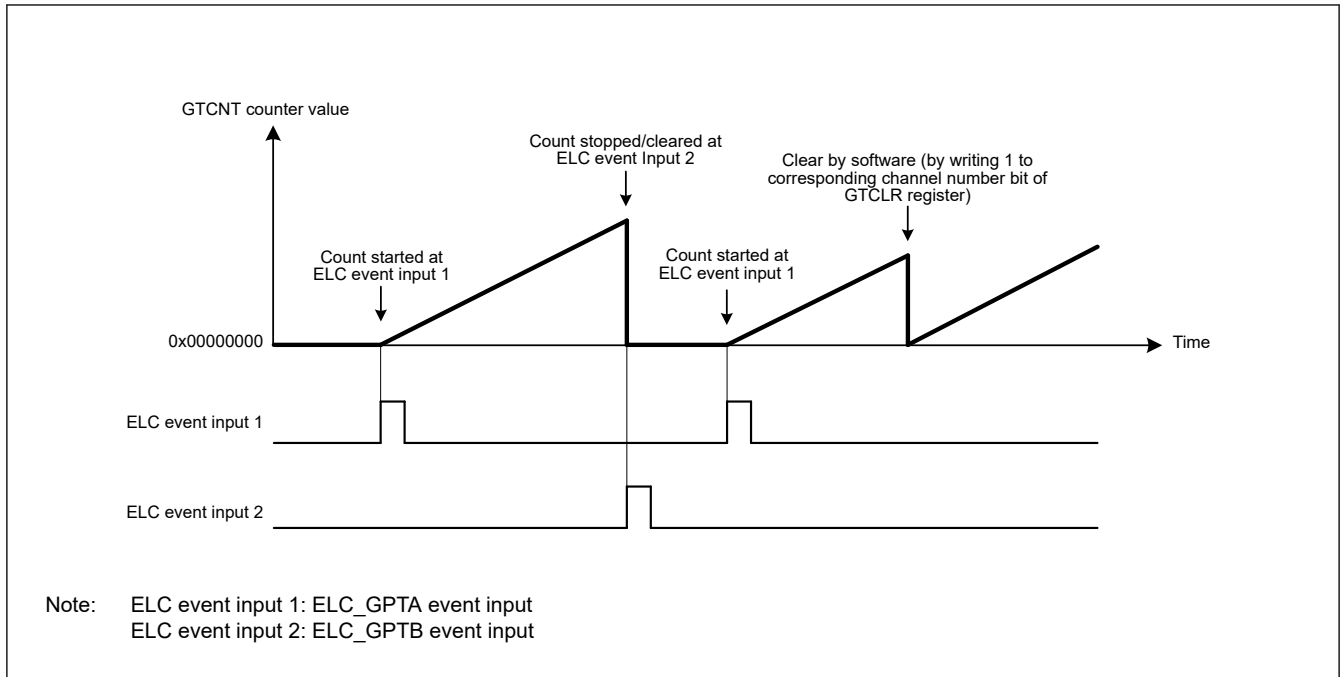 GTCNT counter value
Count stopped/cleared at
ELC event Input 2
Clear by software (by writing 1 to
corresponding channel number bit of
GTCLR register)
Count started at
ELC event input 1
Count started at
ELC event input 1
0x00000000
Time
ELC event input 1
ELC event input 2
Note: ELC event input 1: ELC_GPTA event input
ELC event input 2: ELC_GPTB event input